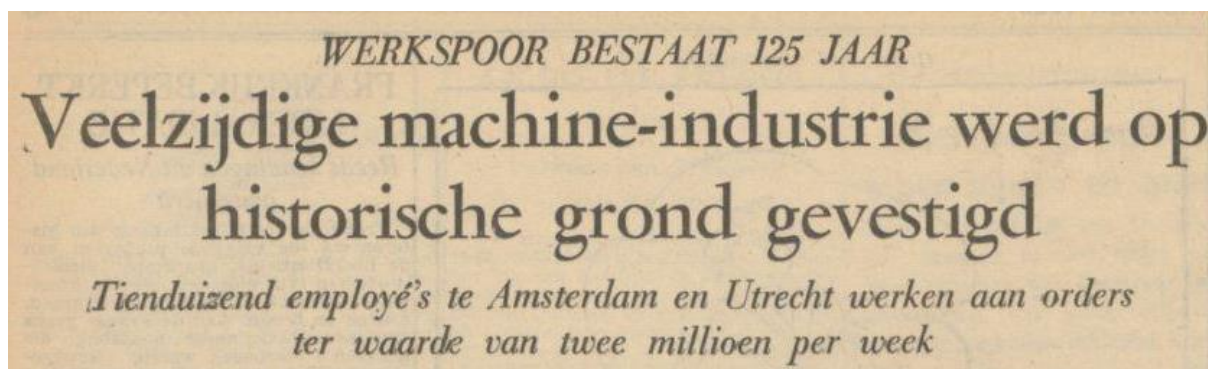 WERKSPOOR BESTAAT 125 JAAR
Veelzijdige machine-industrie werd op
historische grond gevestigd
Tienduizend employé's te Amsterdam en Utrecht werken aan orders
ter waarde van twee millioen per week